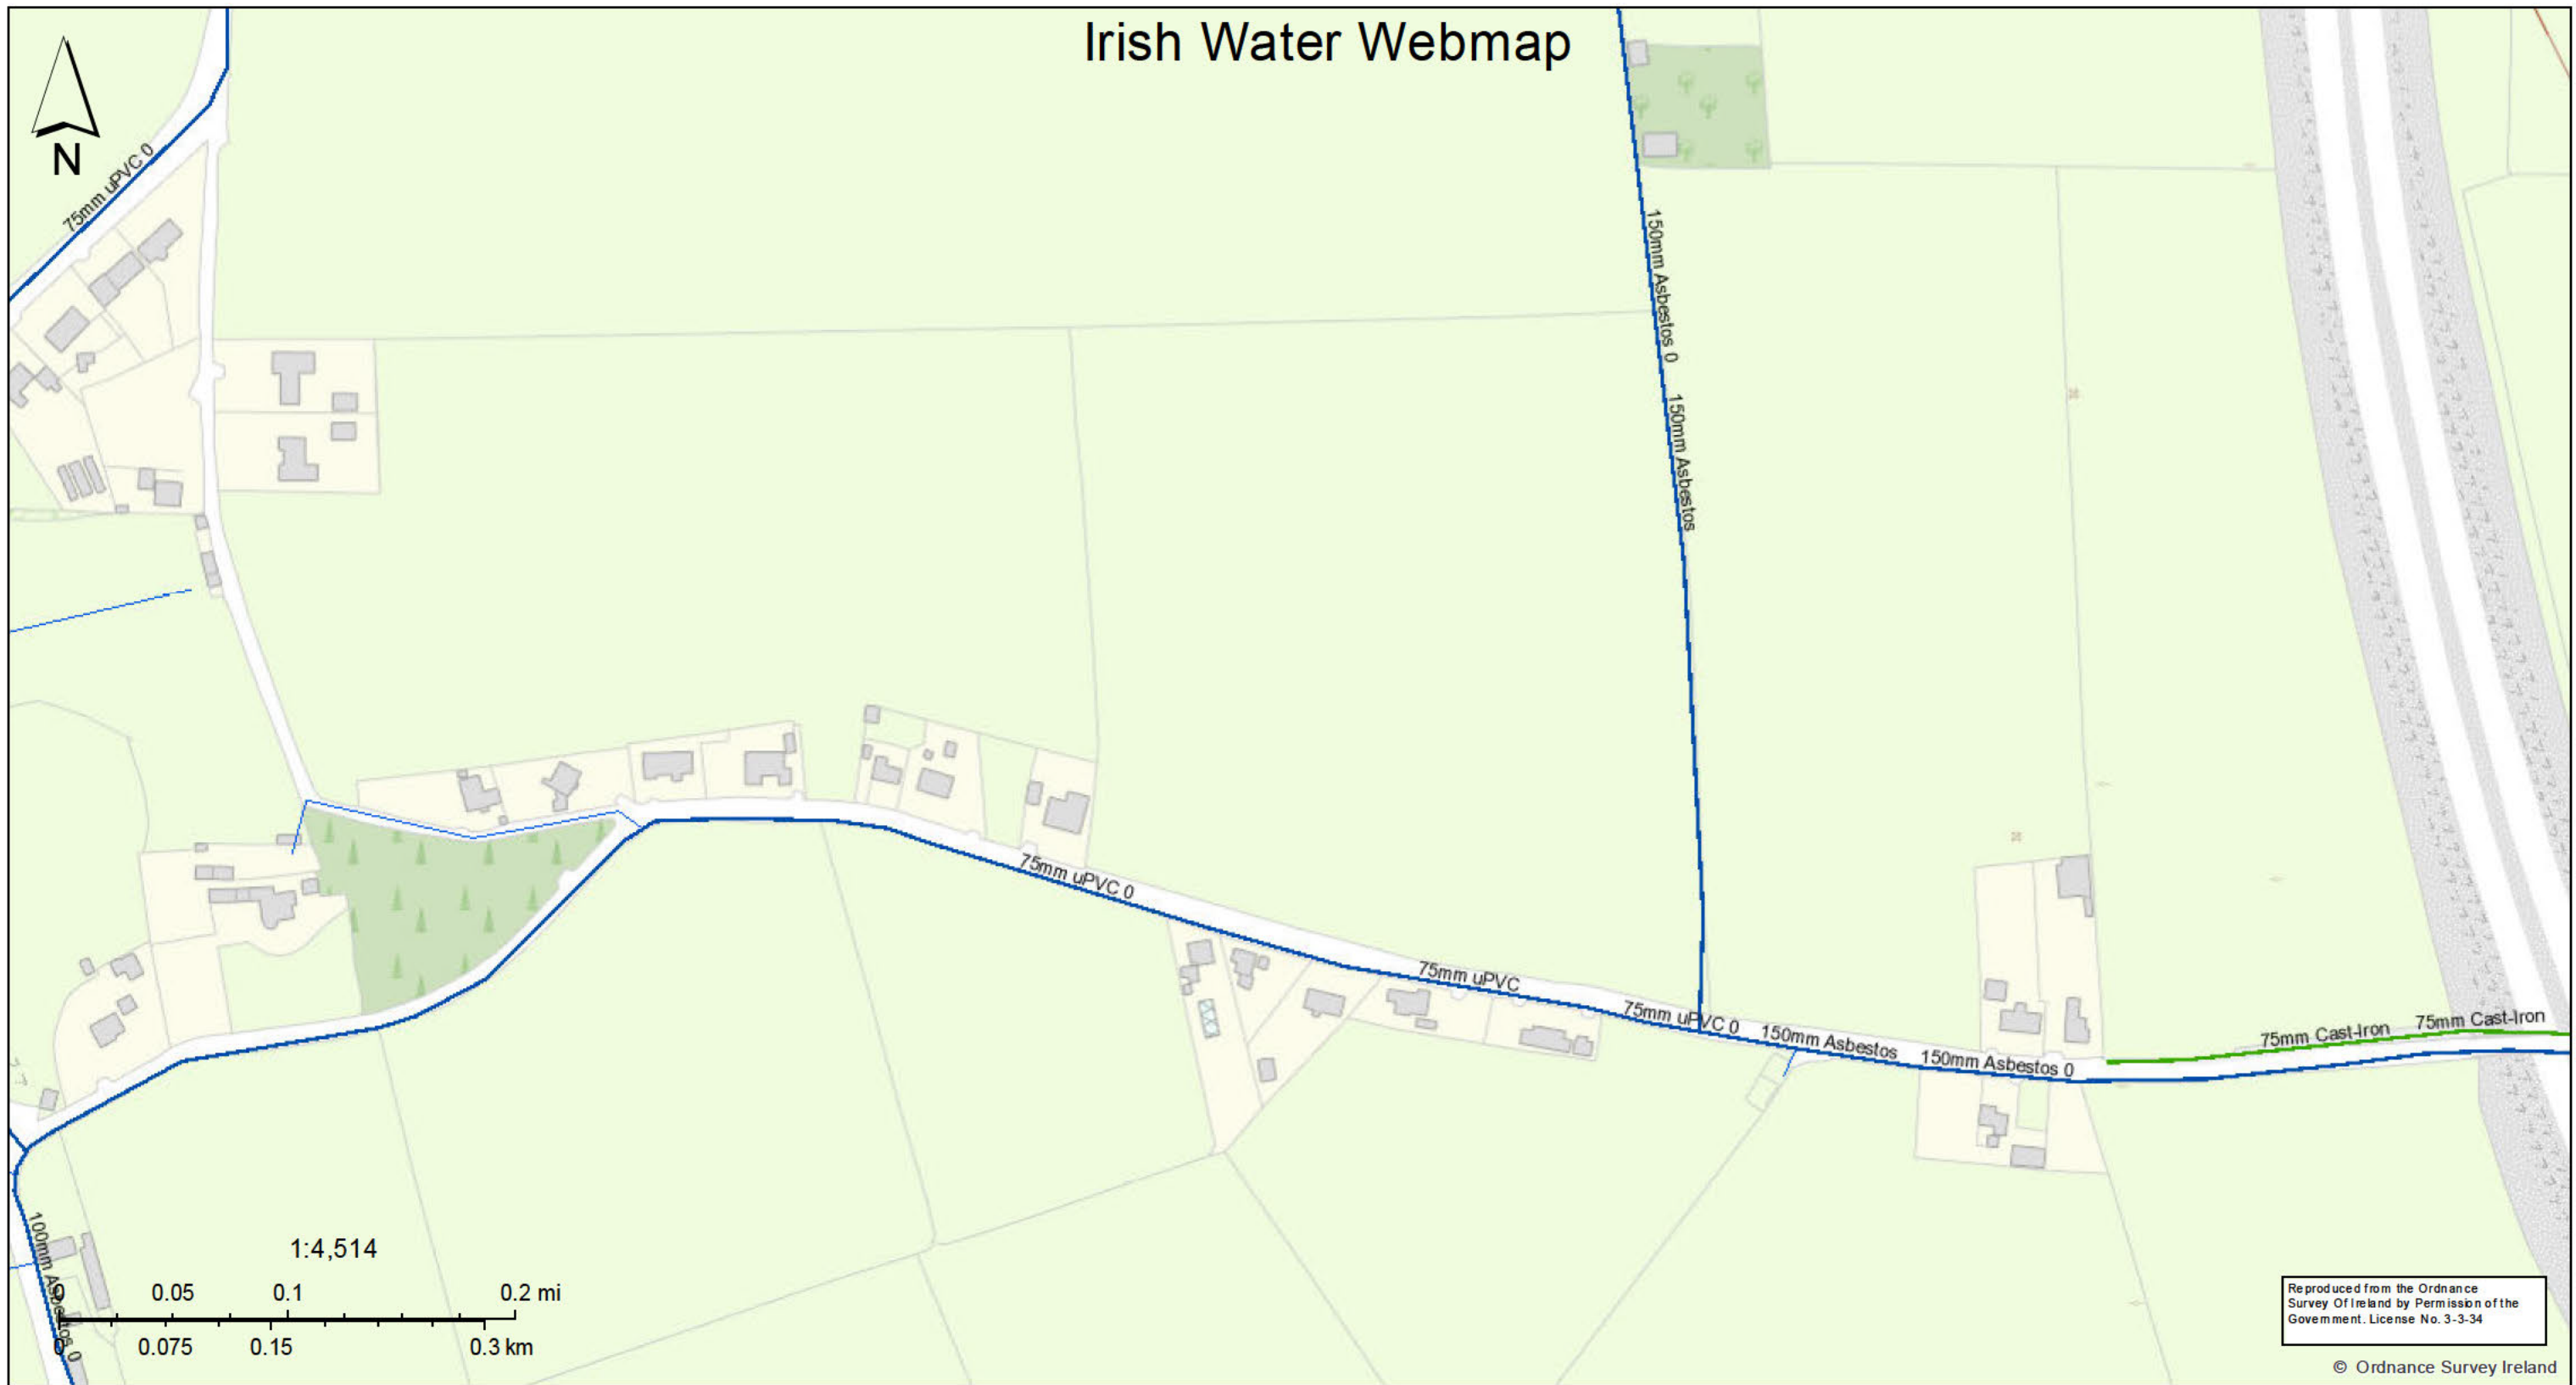 Irish Water Webmap
N
75mm uPVC 0
150mm Asbestos 0
150mm Asbestos
75mm uPVC 0
75mm uPVC
75mm uPVC 0
150mm Asbestos
150mm Asbestos 0
75mm Cast-Iron
75mm Cast-Iron
100mm Asbestos 0
1:4,514
0 0.05 0.1 0.2 mi
0 0.075 0.15 0.3 km
Reproduced from the Ordnance
Survey Of Ireland by Permission of the
Government. License No. 3-3-34
© Ordnance Survey Ireland